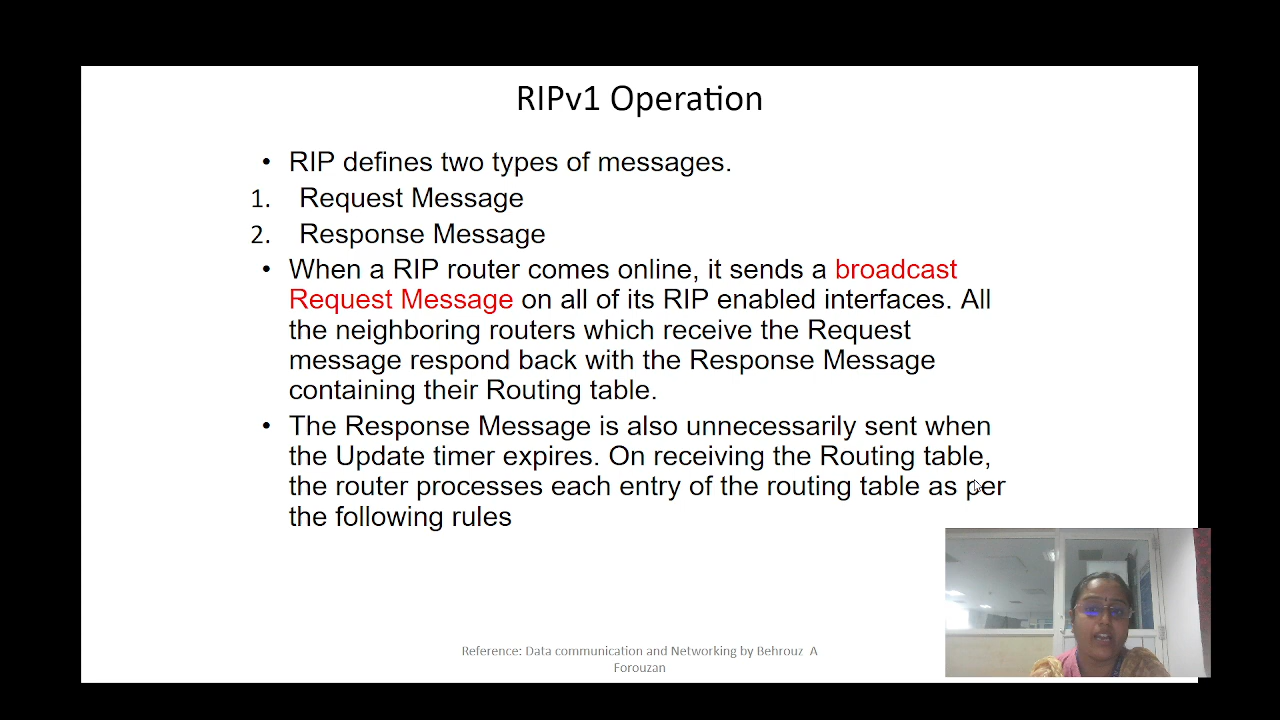 RIPv1 Operation
• RIP defines two types of messages.
1. Request Message
2. Response Message
• When a RIP router comes online, it sends a broadcast
Request Message on all of its RIP enabled interfaces. All
the neighboring routers which receive the Request
message respond back with the Response Message
containing their Routing table.
• The Response Message is also unnecessarily sent when
the Update timer expires. On receiving the Routing table,
the router processes each entry of the routing table as per
the following rules
Reference: Data communication and Networking by Behrouz A
Forouzan